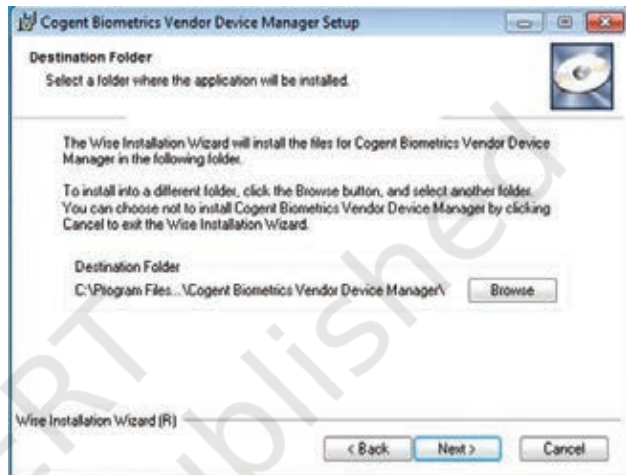 Cogent Biometrics Vendor Device Manager Setup
Destination Folder
Select a folder where the application will be installed.
The Wise Installation Wizard will install the files for Cogent Biometrics Vendor Device
Manager in the following folder.
To install into a different folder, click the Browse button, and select another folder.
You can choose not to install Cogent Biometrics Vendor Device Manager by clicking
Cancel to exit the Wise Installation Wizard.
Destination Folder
C:\Program Files...\Cogent Biometrics Vendor Device Manager\
Browse
Wise Installation Wizard (R)
< Back Next > Cancel